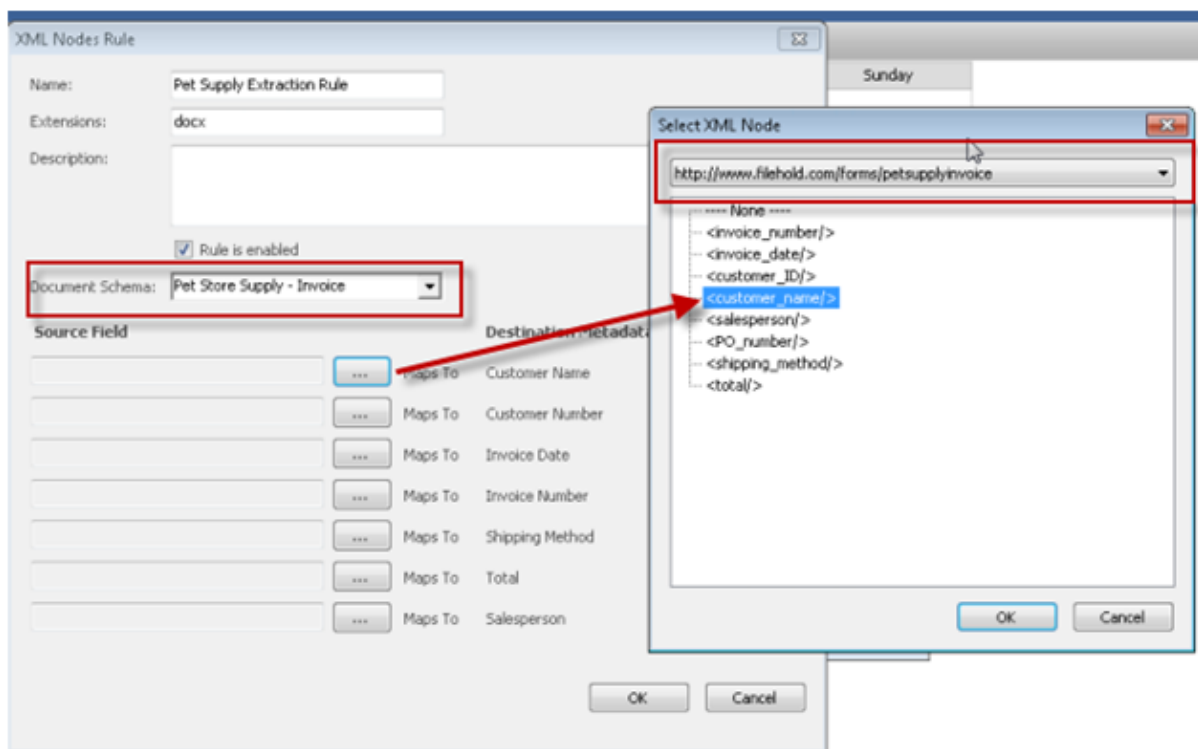 XML Nodes Rule
Name: Pet Supply Extraction Rule
Extensions: docx
Description:
Rule is enabled
Document Schema: Pet Store Supply - Invoice
Source Field Destination Metadata
... Maps To Customer Name
... Maps To Customer Number
... Maps To Invoice Date
... Maps To Invoice Number
... Maps To Shipping Method
... Maps To Total
... Maps To Salesperson
OK Cancel
Sunday
Select XML Node
http://www.filehold.com/forms/petsupplyinvoice
---- None ----
<invoice_number/>
<invoice_date/>
<customer_ID/>
<customer_name/>
<salesperson/>
<PO_number/>
<shipping_method/>
<total/>
OK Cancel